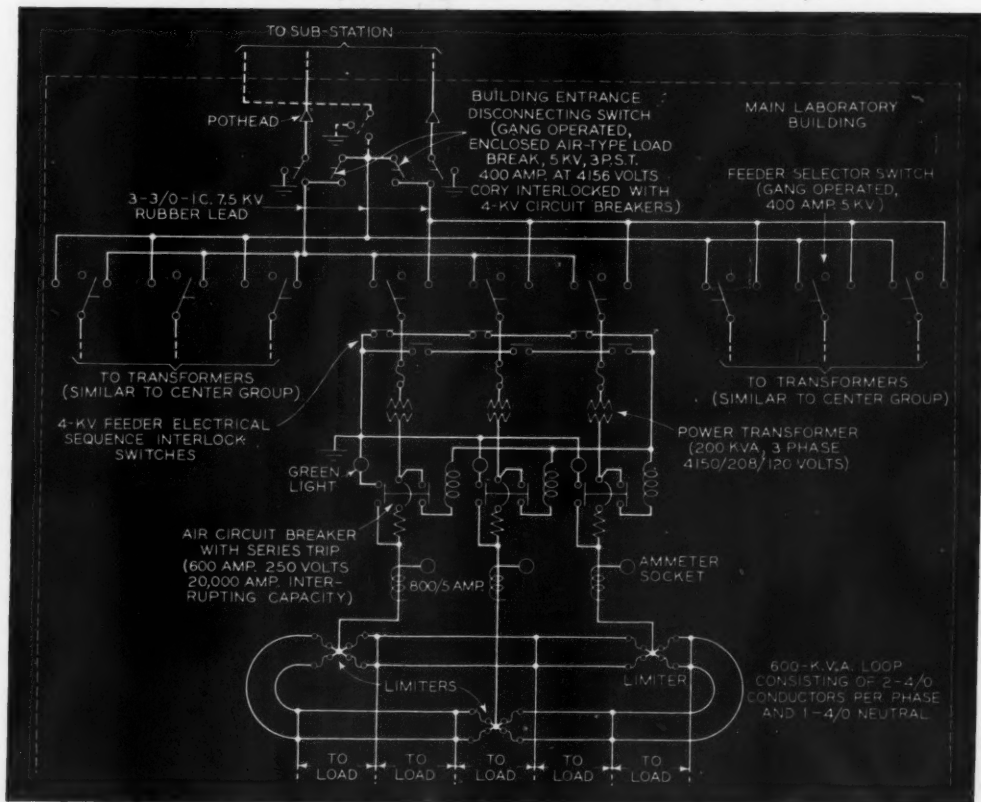 TO SUB-STATION
POTHEAD
BUILDING ENTRANCE
DISCONNECTING SWITCH
(GANG OPERATED,
ENCLOSED AIR-TYPE LOAD
BREAK, 5 KV, 3 P.S.T.
400 AMP. AT 4156 VOLTS
CORY INTERLOCKED WITH
4-KV CIRCUIT BREAKERS)
MAIN LABORATORY
BUILDING
FEEDER SELECTOR SWITCH
(GANG OPERATED,
400 AMP. 5 KV.)
3-3/0-1C. 7.5 KV
RUBBER LEAD
TO TRANSFORMERS
(SIMILAR TO CENTER GROUP)
TO TRANSFORMERS
(SIMILAR TO CENTER GROUP)
4-KV FEEDER ELECTRICAL
SEQUENCE INTERLOCK
SWITCHES
POWER TRANSFORMER
(200 KVA, 3 PHASE
4150/208/120 VOLTS)
GREEN
LIGHT
AIR CIRCUIT BREAKER
WITH SERIES TRIP
(600 AMP. 250 VOLTS
20,000 AMP. INTER-
RUPTING CAPACITY)
800/5 AMP.
AMMETER
SOCKET
LIMITERS
LIMITER
600-K.V.A. LOOP
CONSISTING OF 2-4/0
CONDUCTORS PER PHASE
AND 1-4/0 NEUTRAL
TO
LOAD
TO
LOAD
TO
LOAD
TO
LOAD
TO
LOAD